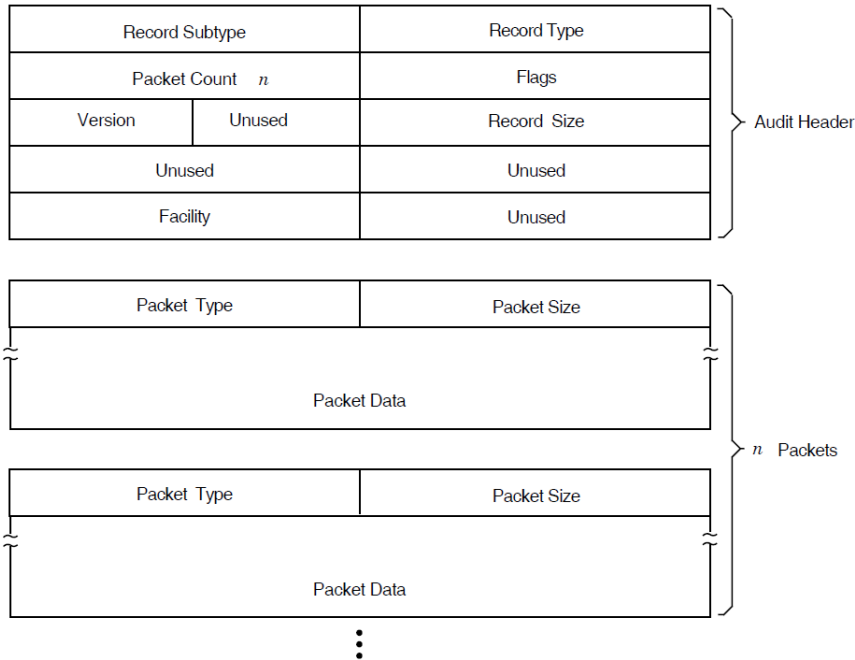 Record Subtype Record Type
Packet Count n Flags
Version Unused Record Size
Audit Header
Unused Unused
Facility Unused
Packet Type Packet Size
Packet Data
n Packets
Packet Type Packet Size
Packet Data